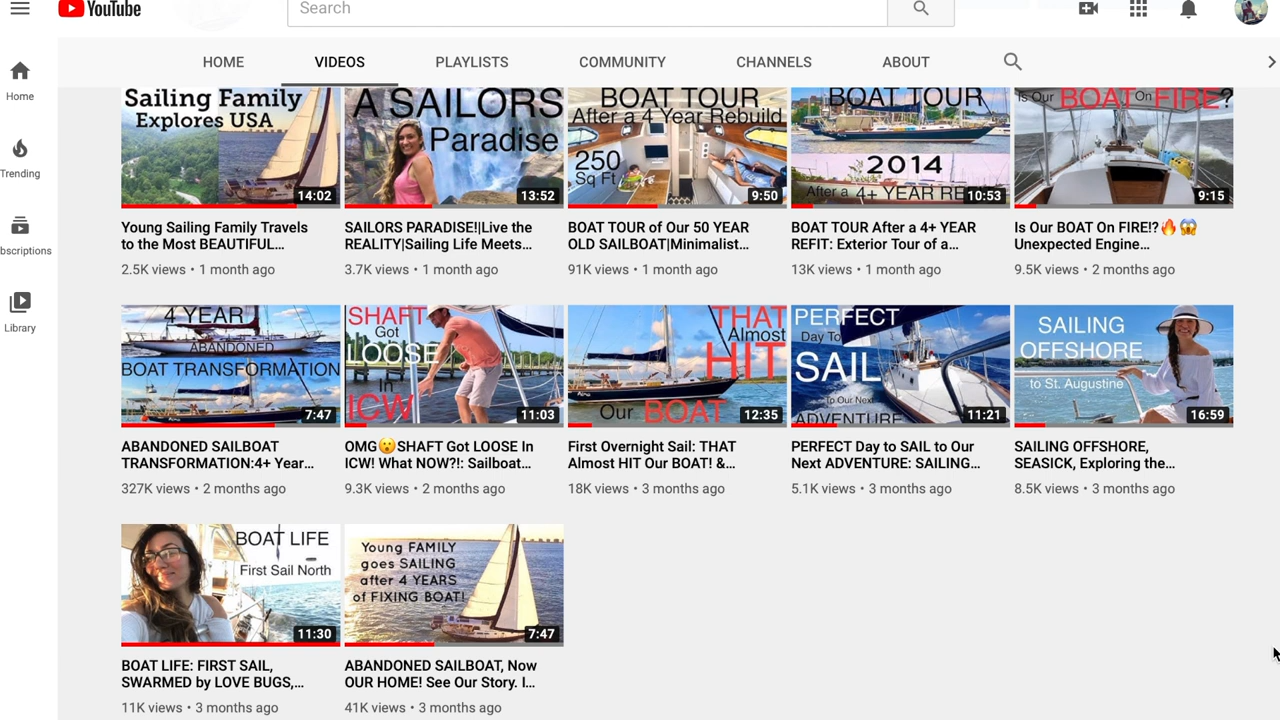 YouTube
Search
HOME
VIDEOS
PLAYLISTS
COMMUNITY
CHANNELS
ABOUT
Home
Trending
bscriptions
Library
Sailing Family
Explores USA
14:02
Young Sailing Family Travels
to the Most BEAUTIFUL...
2.5K views • 1 month ago
A SAILORS
Paradise
13:52
SAILORS PARADISE!|Live the
REALITY|Sailing Life Meets...
3.7K views • 1 month ago
BOAT TOUR
After a 4 Year Rebuild
250
Sq Ft
9:50
BOAT TOUR of Our 50 YEAR
OLD SAILBOAT|Minimalist...
91K views • 1 month ago
BOAT TOUR
2014
After a 4+ YEAR RE
10:53
BOAT TOUR After a 4+ YEAR
REFIT: Exterior Tour of a...
13K views • 1 month ago
Is Our BOAT On FIRE?
9:15
Is Our BOAT On FIRE!?🔥😱
Unexpected Engine...
9.5K views • 2 months ago
4 YEAR
ABANDONED
BOAT TRANSFORMATION
7:47
ABANDONED SAILBOAT
TRANSFORMATION:4+ Year...
327K views • 2 months ago
SHAFT
Got
LOOSE
In
ICW
11:03
OMG😮SHAFT Got LOOSE In
ICW! What NOW?!: Sailboat...
9.3K views • 2 months ago
THAT
Almost
HIT
Our BOAT
12:35
First Overnight Sail: THAT
Almost HIT Our BOAT! &...
18K views • 3 months ago
PERFECT
Day To
SAIL
To Our Next
ADVENTURE
11:21
PERFECT Day to SAIL to Our
Next ADVENTURE: SAILING...
5.1K views • 3 months ago
SAILING
OFFSHORE
to St. Augustine
16:59
SAILING OFFSHORE,
SEASICK, Exploring the...
8.5K views • 3 months ago
BOAT LIFE
First Sail North
11:30
BOAT LIFE: FIRST SAIL,
SWARMED by LOVE BUGS,...
11K views • 3 months ago
Young FAMILY
goes SAILING
after 4 YEARS
of FIXING BOAT!
7:47
ABANDONED SAILBOAT, Now
OUR HOME! See Our Story. I...
41K views • 3 months ago